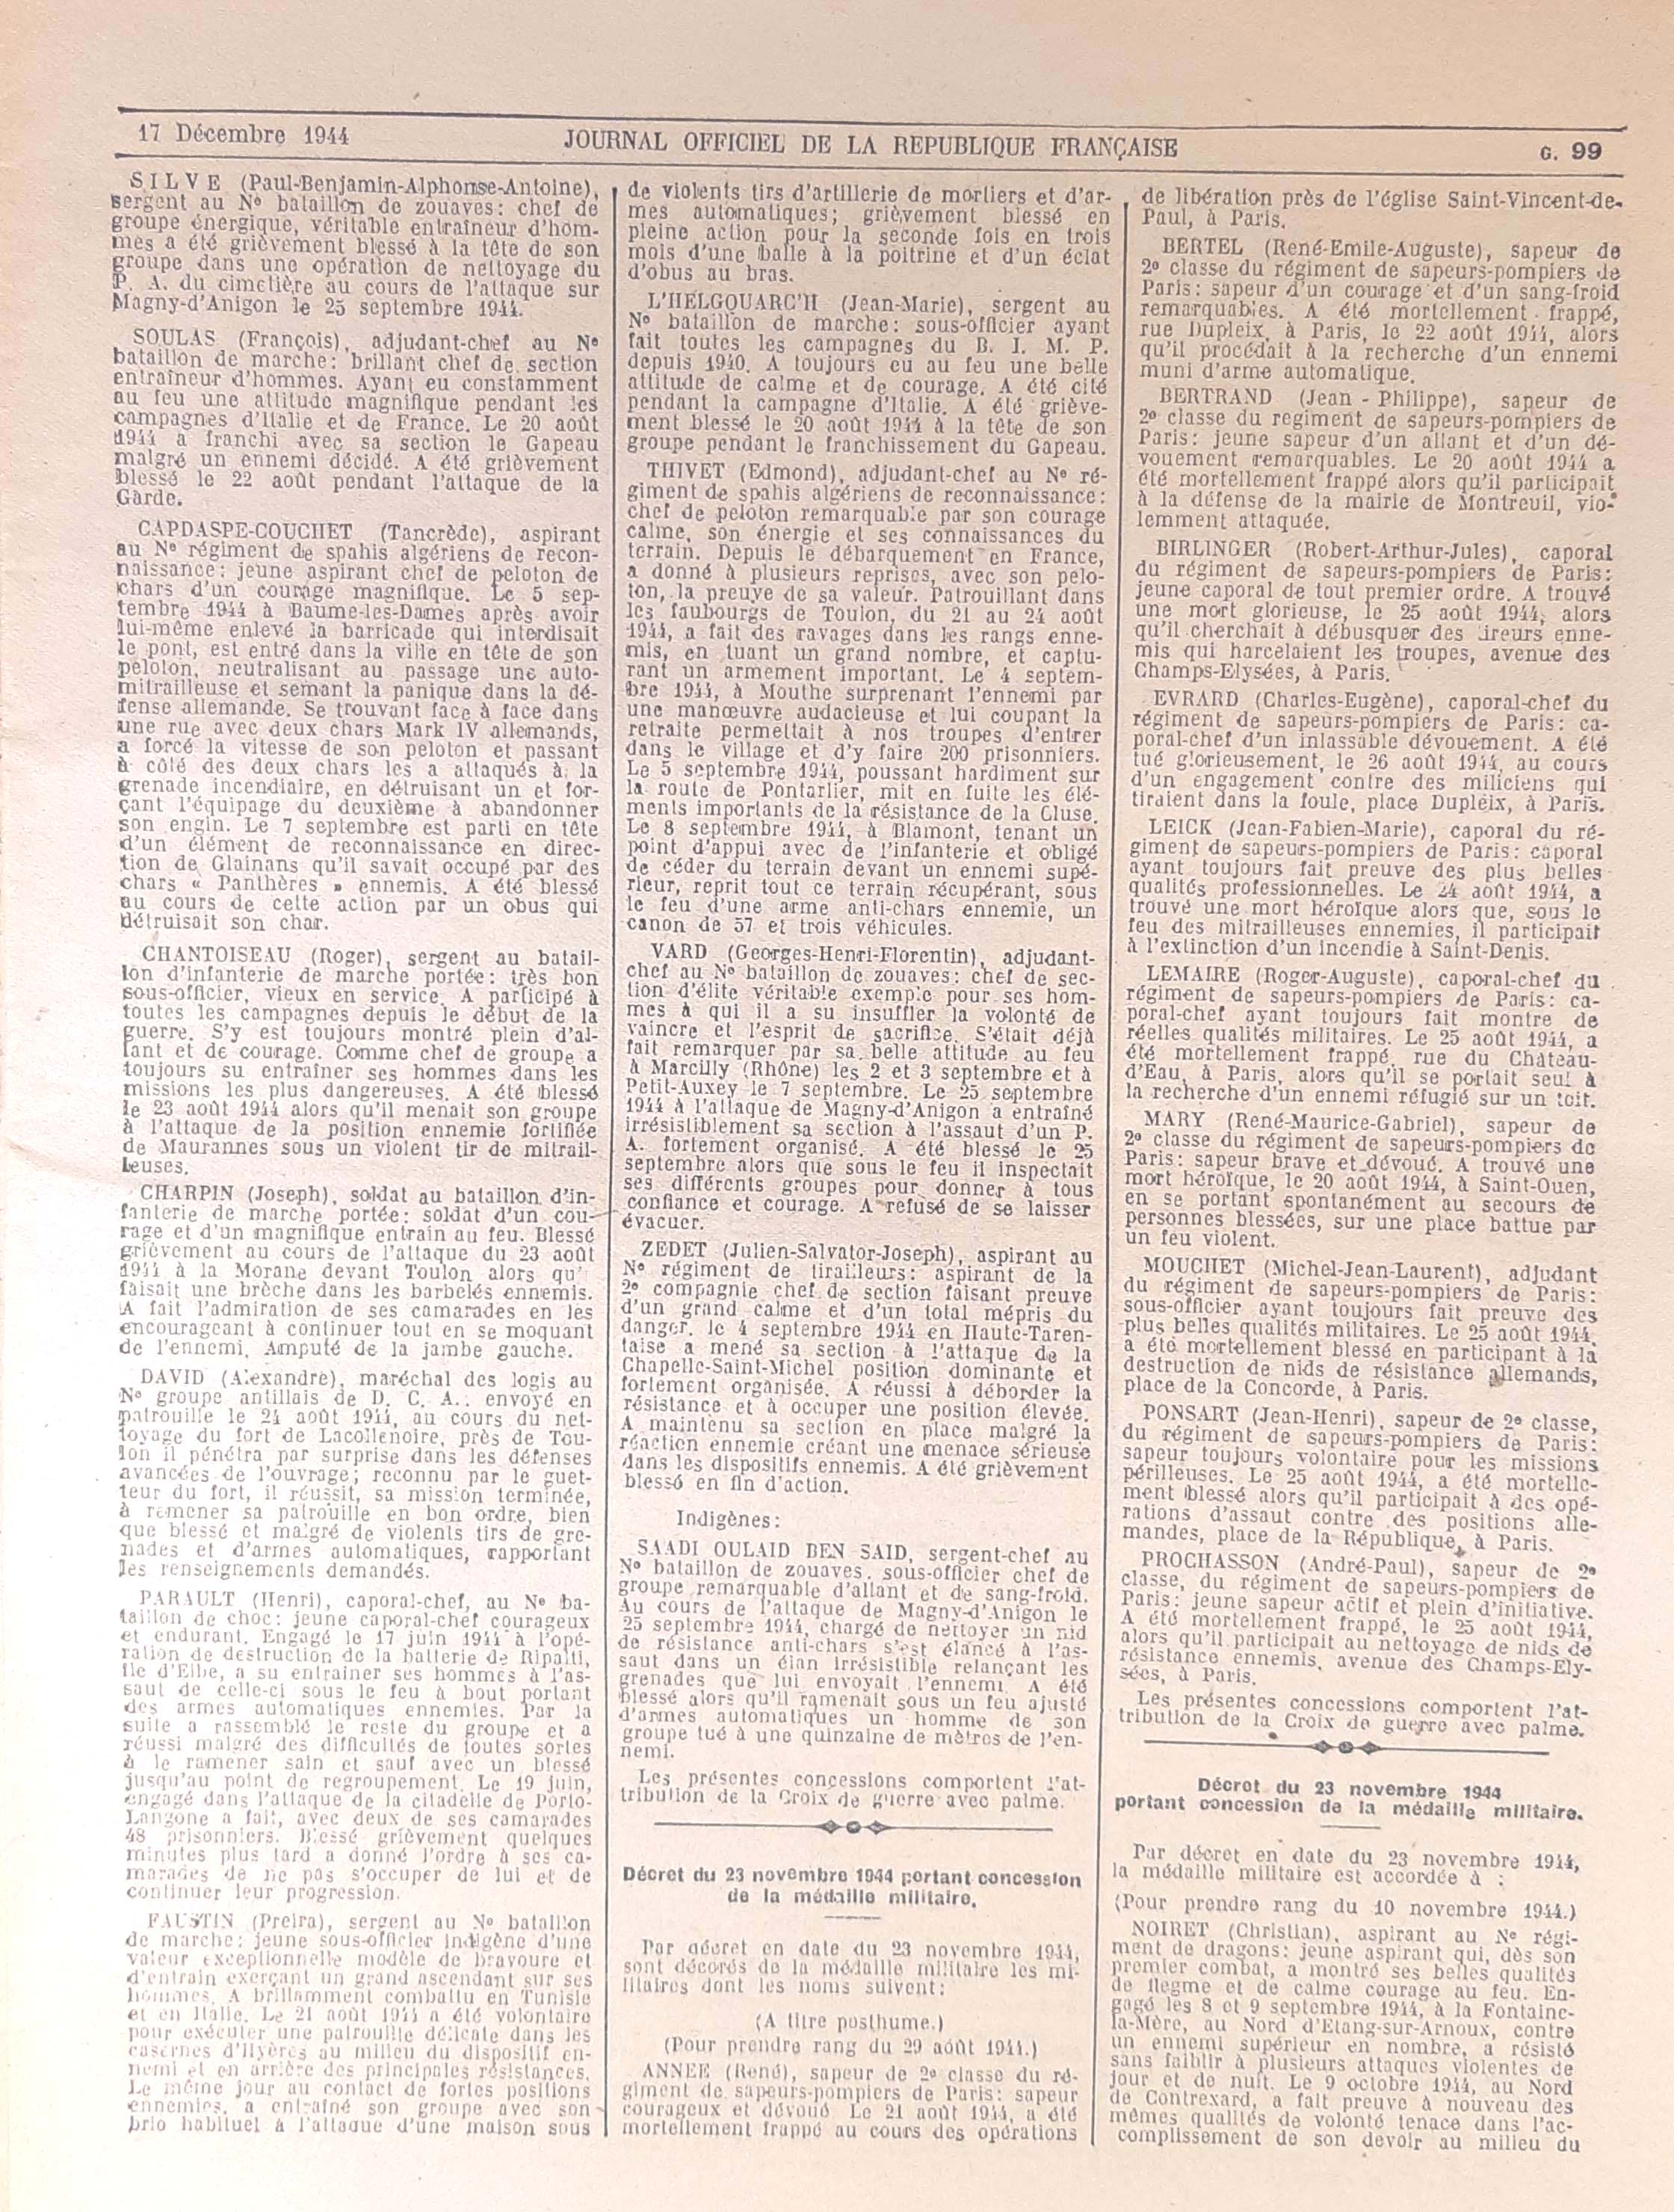 17 Décembre 1944
JOURNAL OFFICIEL DE LA REPUBLIQUE FRANÇAISE
G. 99
SILVE (Paul-Benjamin-Alphonse-Antoine),
sergent au Nº bataillon de zouaves: chef de
groupe énergique, véritable entraîneur d'hom-
mes a été grièvement blessé à la tête de son
groupe dans une opération de nettoyage du
P. A. du cimetière au cours de l'attaque sur
Magny-d'Anigon le 25 septembre 1944.
SOULAS (François), adjudant-chef au Nº
bataillon de marche: brillant chef de section
entraîneur d'hommes. Ayant eu constamment
au feu une attitude magnifique pendant les
campagnes d'Italie et de France. Le 20 août
1944 a franchi avec sa section le Gapeau
malgré un ennemi décidé. A été grièvement
blessé le 22 août pendant l'attaque de la
Garde.
CAPDASPE-COUCHET (Tancrède), aspirant
au Nº régiment de spahis algériens de recon-
naissance: jeune aspirant chef de peloton de
chars d'un courage magnifique. Le 5 sep-
tembre 1944 à Baume-les-Dames après avoir
lui-même enlevé la barricade qui interdisait
le pont, est entré dans la ville en tête de son
peloton, neutralisant au passage une auto-
mitrailleuse et semant la panique dans la dé-
fense allemande. Se trouvant face à face dans
une rue avec deux chars Mark IV allemands,
a forcé la vitesse de son peloton et passant
à côté des deux chars les a attaqués à la
grenade incendiaire, en détruisant un et for-
çant l'équipage du deuxième à abandonner
son engin. Le 7 septembre est parti en tête
d'un élément de reconnaissance en direc-
tion de Glainans qu'il savait occupé par des
chars « Panthères » ennemis. A été blessé
au cours de cette action par un obus qui
détruisait son char.
CHANTOISEAU (Roger), sergent au batail-
lon d'infanterie de marche portée: très bon
sous-officier, vieux en service. A participé à
toutes les campagnes depuis le début de la
guerre. S'y est toujours montré plein d'al-
lant et de courage. Comme chef de groupe a
toujours su entraîner ses hommes dans les
missions les plus dangereuses. A été blessé
le 23 août 1944 alors qu'il menait son groupe
à l'attaque de la position ennemie fortifiée
de Maurannes sous un violent tir de mitrail-
leuses.
CHARPIN (Joseph), soldat au bataillon d'in-
fanterie de marche portée: soldat d'un cou-
rage et d'un magnifique entrain au feu. Blessé
grièvement au cours de l'attaque du 23 août
1944 à la Morane devant Toulon alors qu'
faisait une brèche dans les barbelés ennemis.
A fait l'admiration de ses camarades en les
encourageant à continuer tout en se moquant
de l'ennemi. Amputé de la jambe gauche.
DAVID (Alexandre), maréchal des logis au
Nº groupe antillais de D. C. A.: envoyé en
patrouille le 24 août 1944, au cours du net-
toyage du fort de Lacollenoire, près de Tou-
lon il pénétra par surprise dans les défenses
avancées de l'ouvrage; reconnu par le guet-
teur du fort, il réussit, sa mission terminée,
à ramener sa patrouille en bon ordre, bien
que blessé et malgré de violents tirs de gre-
nades et d'armes automatiques, rapportant
les renseignements demandés.
PARAULT (Henri), caporal-chef, au Nº ba-
taillon de choc: jeune caporal-chef courageux
et endurant. Engagé le 17 juin 1944 à l'opé-
ration de destruction de la batterie de Ripalti,
île d'Elbe, a su entraîner ses hommes à l'as-
saut de celle-ci sous le feu à bout portant
des armes automatiques ennemies. Par la
suite a rassemblé le reste du groupe et a
réussi malgré des difficultés de toutes sortes
à le ramener sain et sauf avec un blessé
jusqu'au point de regroupement. Le 19 juin,
engagé dans l'attaque de la citadelle de Porto-
Langone a fait, avec deux de ses camarades
48 prisonniers. Blessé grièvement quelques
minutes plus tard a donné l'ordre à ses ca-
marades de ne pas s'occuper de lui et de
continuer leur progression.
FAUSTIN (Preira), sergent au Nº bataillon
de marche: jeune sous-officier indigène d'une
valeur exceptionnelle modèle de bravoure et
d'entrain exerçant un grand ascendant sur ses
hommes. A brillamment combattu en Tunisie
et en Italie. Le 21 août 1944 a été volontaire
pour exécuter une patrouille délicate dans les
casernes d'Hyères au milieu du dispositif en-
nemi et en arrière des principales résistances.
Le même jour au contact de fortes positions
ennemies, a entraîné son groupe avec son
brio habituel à l'attaque d'une maison sous
de violents tirs d'artillerie de mortiers et d'ar-
mes automatiques; grièvement blessé en
pleine action pour la seconde fois en trois
mois d'une balle à la poitrine et d'un éclat
d'obus au bras.
L'HELGOUARC'H (Jean-Marie), sergent au
Nº bataillon de marche: sous-officier ayant
fait toutes les campagnes du B. I. M. P.
depuis 1940. A toujours eu au feu une belle
attitude de calme et de courage. A été cité
pendant la campagne d'Italie. A été griève-
ment blessé le 20 août 1944 à la tête de son
groupe pendant le franchissement du Gapeau.
THIVET (Edmond), adjudant-chef au Nº ré-
giment de spahis algériens de reconnaissance:
chef de peloton remarquable par son courage
calme, son énergie et ses connaissances du
terrain. Depuis le débarquement en France,
a donné à plusieurs reprises, avec son pelo-
ton, la preuve de sa valeur. Patrouillant dans
les faubourgs de Toulon, du 21 au 24 août
1944, a fait des ravages dans les rangs enne-
mis, en tuant un grand nombre, et captu-
rant un armement important. Le 4 septem-
bre 1944, à Mouthe surprenant l'ennemi par
une manœuvre audacieuse et lui coupant la
retraite permettait à nos troupes d'entrer
dans le village et d'y faire 200 prisonniers.
Le 5 septembre 1944, poussant hardiment sur
la route de Pontarlier, mit en fuite les élé-
ments importants de la résistance de la Cluse.
Le 8 septembre 1944, à Blamont, tenant un
point d'appui avec de l'infanterie et obligé
de céder du terrain devant un ennemi supé-
rieur, reprit tout ce terrain récupérant, sous
le feu d'une arme anti-chars ennemie, un
canon de 57 et trois véhicules.
VARD (Georges-Henri-Florentin), adjudant-
chef au Nº bataillon de zouaves: chef de sec-
tion d'élite véritable exemple pour ses hom-
mes à qui il a su insuffler la volonté de
vaincre et l'esprit de sacrifice. S'était déjà
fait remarquer par sa belle attitude au feu
à Marcilly (Rhône) les 2 et 3 septembre et à
Petit-Auxey le 7 septembre. Le 25 septembre
1944 à l'attaque de Magny-d'Anigon a entraîné
irrésistiblement sa section à l'assaut d'un P.
A. fortement organisé. A été blessé le 25
septembre alors que sous le feu il inspectait
ses différents groupes pour donner à tous
confiance et courage. A refusé de se laisser
évacuer.
ZEDET (Julien-Salvator-Joseph), aspirant au
Nº régiment de tirailleurs: aspirant de la
2º compagnie chef de section faisant preuve
d'un grand calme et d'un total mépris du
danger. le 4 septembre 1944 en Haute-Taren-
taise a mené sa section à l'attaque de la
Chapelle-Saint-Michel position dominante et
fortement organisée. A réussi à déborder la
résistance et à occuper une position élevée.
A maintenu sa section en place malgré la
réaction ennemie créant une menace sérieuse
dans les dispositifs ennemis. A été grièvement
blessé en fin d'action.
Indigènes:
SAADI OULAID BEN SAID, sergent-chef au
Nº bataillon de zouaves, sous-officier chef de
groupe remarquable d'allant et de sang-froid.
Au cours de l'attaque de Magny-d'Anigon le
25 septembre 1944, chargé de nettoyer un nid
de résistance anti-chars s'est élancé à l'as-
saut dans un élan irrésistible relançant les
grenades que lui envoyait l'ennemi. A été
blessé alors qu'il ramenait sous un feu ajusté
d'armes automatiques un homme de son
groupe tué à une quinzaine de mètres de l'en-
nemi.
Les présentes concessions comportent l'at-
tribution de la Croix de guerre avec palme.
Décret du 23 novembre 1944 portant concession
de la médaille militaire.
Par décret en date du 23 novembre 1944,
sont décorés de la médaille militaire les mi-
litaires dont les noms suivent:
(A titre posthume.)
(Pour prendre rang du 29 août 1944.)
ANNEE (René), sapeur de 2º classe du ré-
giment de sapeurs-pompiers de Paris: sapeur
courageux et dévoué. Le 21 août 1944, a été
mortellement frappé au cours des opérations
de libération près de l'église Saint-Vincent-de-
Paul, à Paris.
BERTEL (René-Emile-Auguste), sapeur de
2º classe du régiment de sapeurs-pompiers de
Paris: sapeur d'un courage et d'un sang-froid
remarquables. A été mortellement frappé,
rue Dupleix, à Paris, le 22 août 1944, alors
qu'il procédait à la recherche d'un ennemi
muni d'arme automatique.
BERTRAND (Jean - Philippe), sapeur de
2º classe du regiment de sapeurs-pompiers de
Paris: jeune sapeur d'un allant et d'un dé-
vouement remarquables. Le 20 août 1944 a
été mortellement frappé alors qu'il participait
à la défense de la mairie de Montreuil, vio-
lemment attaquée.
BIRLINGER (Robert-Arthur-Jules), caporal
du régiment de sapeurs-pompiers de Paris:
jeune caporal de tout premier ordre. A trouvé
une mort glorieuse, le 25 août 1944, alors
qu'il cherchait à débusquer des ireurs enne-
mis qui harcelaient les troupes, avenue des
Champs-Elysées, à Paris.
EVRARD (Charles-Eugène), caporal-chef du
régiment de sapeurs-pompiers de Paris: ca-
poral-chef d'un inlassable dévouement. A été
tué glorieusement, le 26 août 1944, au cours
d'un engagement contre des miliciens qui
tiraient dans la foule, place Dupleix, à Paris.
LEICK (Jean-Fabien-Marie), caporal du ré-
giment de sapeurs-pompiers de Paris: caporal
ayant toujours fait preuve des plus belles
qualités professionnelles. Le 24 août 1944, a
trouvé une mort héroïque alors que, sous le
feu des mitrailleuses ennemies, il participait
à l'extinction d'un incendie à Saint-Denis.
LEMAIRE (Roger-Auguste), caporal-chef du
régiment de sapeurs-pompiers de Paris: ca-
poral-chef ayant toujours fait montre de
réelles qualités militaires. Le 25 août 1944, a
été mortellement frappé, rue du Château-
d'Eau, à Paris, alors qu'il se portait seul à
la recherche d'un ennemi réfugié sur un toit.
MARY (René-Maurice-Gabriel), sapeur de
2º classe du régiment de sapeurs-pompiers de
Paris: sapeur brave et dévoué. A trouvé une
mort héroïque, le 20 août 1944, à Saint-Ouen,
en se portant spontanément au secours de
personnes blessées, sur une place battue par
un feu violent.
MOUCHET (Michel-Jean-Laurent), adjudant
du régiment de sapeurs-pompiers de Paris:
sous-officier ayant toujours fait preuve des
plus belles qualités militaires. Le 25 août 1944,
a été mortellement blessé en participant à la
destruction de nids de résistance allemands,
place de la Concorde, à Paris.
PONSART (Jean-Henri), sapeur de 2º classe,
du régiment de sapeurs-pompiers de Paris:
sapeur toujours volontaire pour les missions
périlleuses. Le 25 août 1944, a été mortelle-
ment blessé alors qu'il participait à des opé-
rations d'assaut contre des positions alle-
mandes, place de la République, à Paris.
PROCHASSON (André-Paul), sapeur de 2º
classe, du régiment de sapeurs-pompiers de
Paris: jeune sapeur actif et plein d'initiative.
A été mortellement frappé, le 25 août 1944,
alors qu'il participait au nettoyage de nids de
résistance ennemis, avenue des Champs-Ely-
sées, à Paris.
Les présentes concessions comportent l'at-
tribution de la Croix de guerre avec palme.
Décret du 23 novembre 1944
portant concession de la médaille militaire.
Par décret en date du 23 novembre 1944,
la médaille militaire est accordée à :
(Pour prendre rang du 10 novembre 1944.)
NOIRET (Christian), aspirant au Nº régi-
ment de dragons: jeune aspirant qui, dès son
premier combat, a montré ses belles qualités
de flegme et de calme courage au feu. En-
gagé les 8 et 9 septembre 1944, à la Fontaine-
la-Mère, au Nord d'Etang-sur-Arnoux, contre
un ennemi supérieur en nombre, a résisté
sans faiblir à plusieurs attaques violentes de
jour et de nuit. Le 9 octobre 1944, au Nord
de Contrexard, a fait preuve à nouveau des
mêmes qualités de volonté tenace dans l'ac-
complissement de son devoir au milieu du